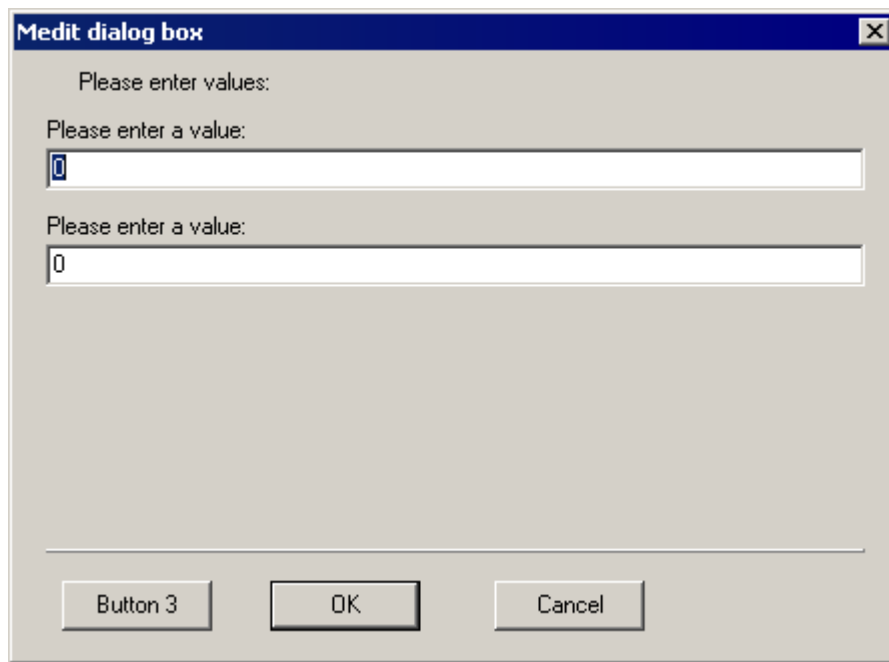 Medit dialog box
Please enter values:
Please enter a value:
0
Please enter a value:
0
Button 3 OK Cancel